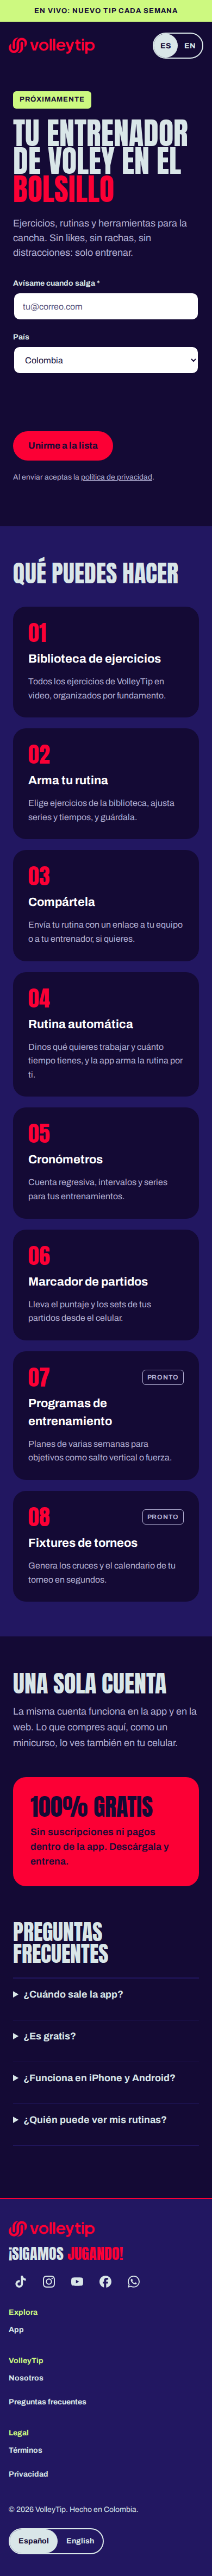 EN VIVO: NUEVO TIP CADA SEMANA
volleytip
ES EN
PRÓXIMAMENTE
TU ENTRENADOR
DE VOLEY EN EL
BOLSILLO
Ejercicios, rutinas y herramientas para la
cancha. Sin likes, sin rachas, sin
distracciones: solo entrenar.
Avísame cuando salga *
tu@correo.com
País
Colombia
Unirme a la lista
Al enviar aceptas la política de privacidad.
QUÉ PUEDES HACER
01
Biblioteca de ejercicios
Todos los ejercicios de VolleyTip en
video, organizados por fundamento.
02
Arma tu rutina
Elige ejercicios de la biblioteca, ajusta
series y tiempos, y guárdala.
03
Compártela
Envía tu rutina con un enlace a tu equipo
o a tu entrenador, si quieres.
04
Rutina automática
Dinos qué quieres trabajar y cuánto
tiempo tienes, y la app arma la rutina por
ti.
05
Cronómetros
Cuenta regresiva, intervalos y series
para tus entrenamientos.
06
Marcador de partidos
Lleva el puntaje y los sets de tus
partidos desde el celular.
07
PRONTO
Programas de
entrenamiento
Planes de varias semanas para
objetivos como salto vertical o fuerza.
08
PRONTO
Fixtures de torneos
Genera los cruces y el calendario de tu
torneo en segundos.
UNA SOLA CUENTA
La misma cuenta funciona en la app y en la
web. Lo que compres aquí, como un
minicurso, lo ves también en tu celular.
100% GRATIS
Sin suscripciones ni pagos
dentro de la app. Descárgala y
entrena.
PREGUNTAS
FRECUENTES
¿Cuándo sale la app?
¿Es gratis?
¿Funciona en iPhone y Android?
¿Quién puede ver mis rutinas?
volleytip
¡SIGAMOS JUGANDO!
Explora
App
VolleyTip
Nosotros
Preguntas frecuentes
Legal
Términos
Privacidad
© 2026 VolleyTip. Hecho en Colombia.
Español English